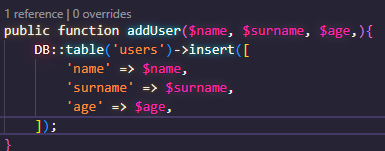 1 reference | 0 overrides
public function addUser($name, $surname, $age,){
DB::table('users')->insert([
'name' => $name,
'surname' => $surname,
'age' => $age,
]);
}